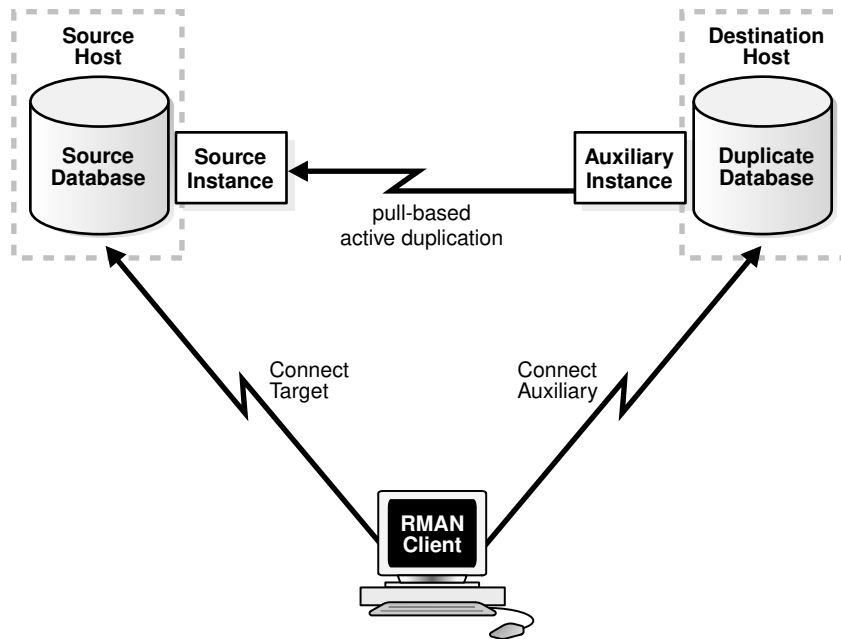 Source
Host
Destination
Host
Source
Database
Source
Instance
Auxiliary
Instance
Duplicate
Database
pull-based
active duplication
Connect
Target
Connect
Auxiliary
RMAN
Client